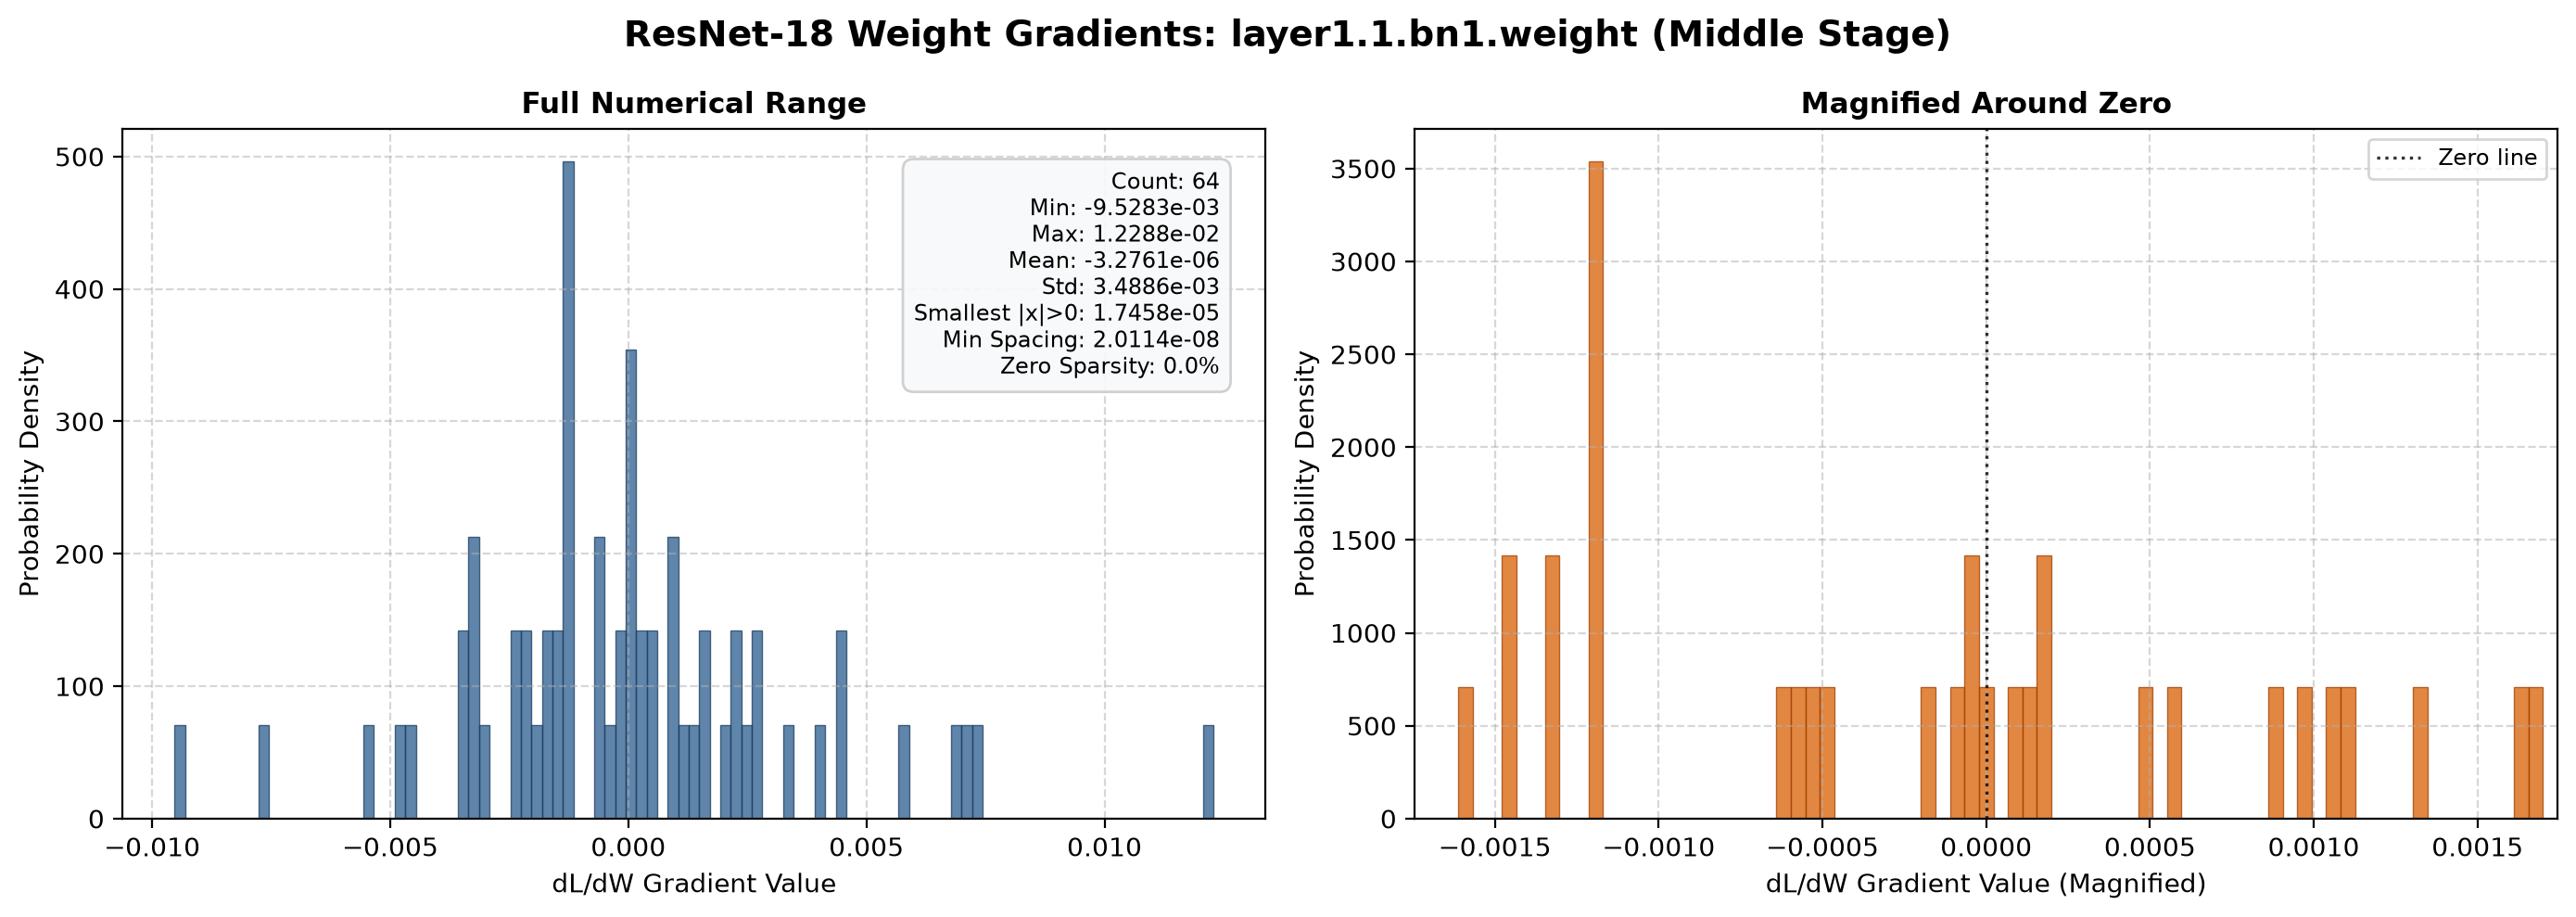 ResNet-18 Weight Gradients: layer1.1.bn1.weight (Middle Stage)
Full Numerical Range
Probability Density
500
400
300
200
100
0
Count: 64
Min: -9.5283e-03
Max: 1.2288e-02
Mean: -3.2761e-06
Std: 3.4886e-03
Smallest |x|>0: 1.7458e-05
Min Spacing: 2.0114e-08
Zero Sparsity: 0.0%
−0.010 −0.005 0.000 0.005 0.010
dL/dW Gradient Value
Magnified Around Zero
Probability Density
3500
3000
2500
2000
1500
1000
500
0
Zero line
−0.0015 −0.0010 −0.0005 0.0000 0.0005 0.0010 0.0015
dL/dW Gradient Value (Magnified)